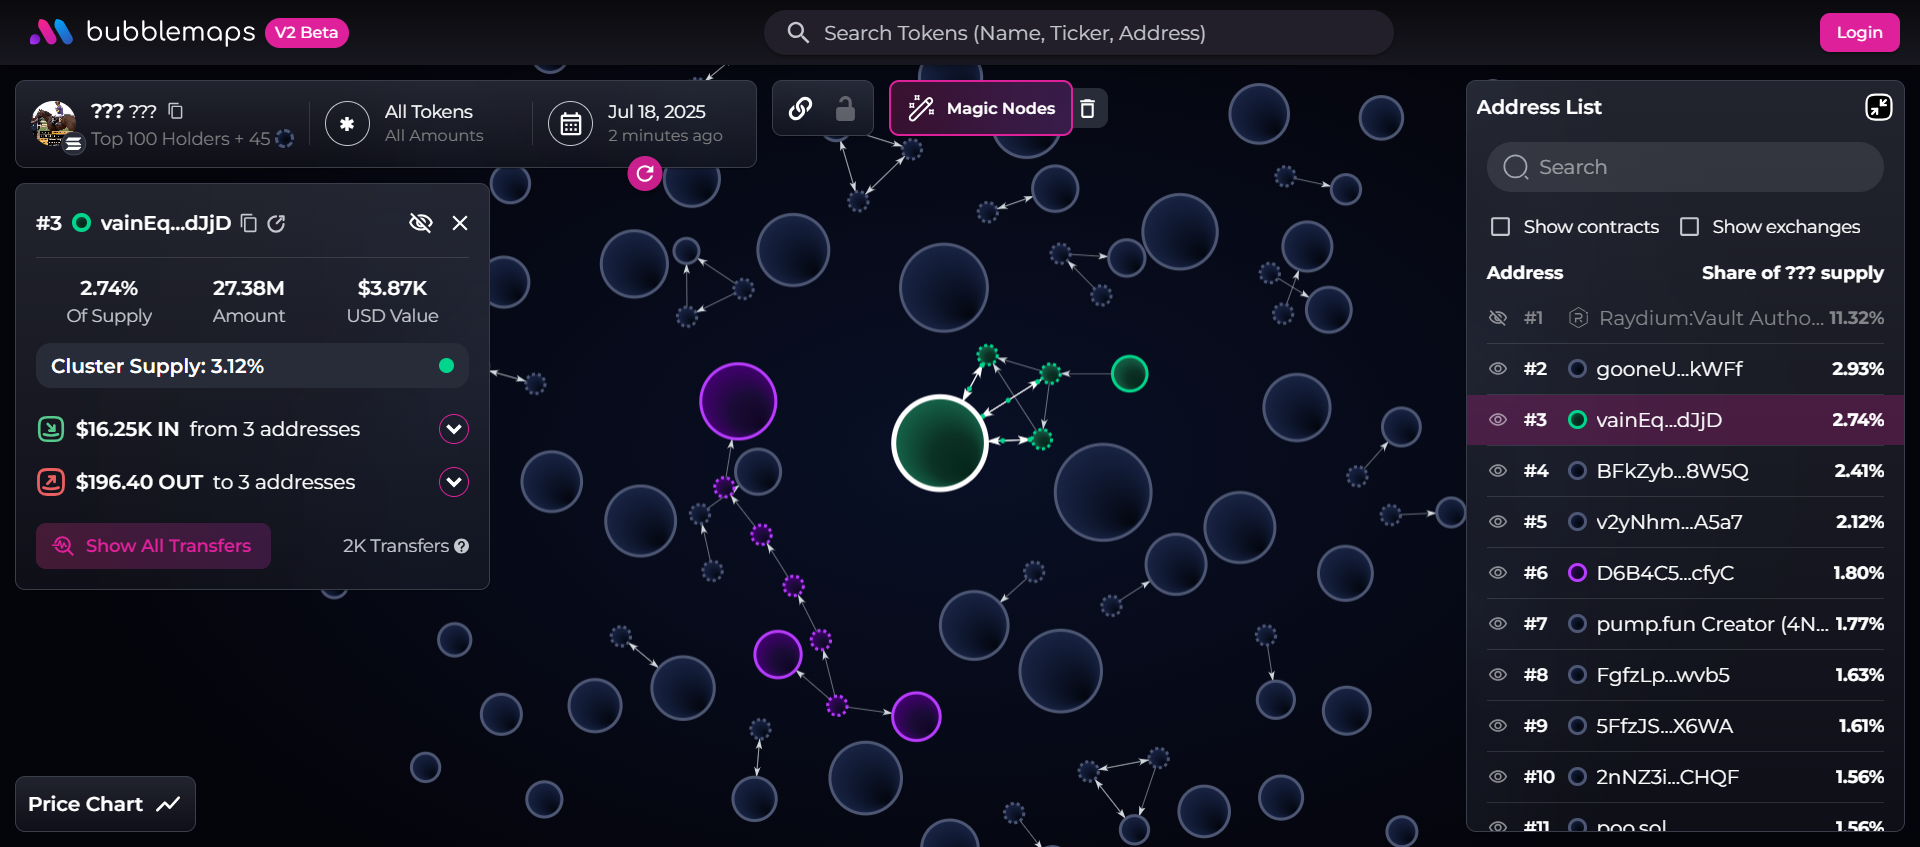 bubblemaps V2 Beta
Search Tokens (Name, Ticker, Address)
Login
??? ???
Top 100 Holders + 45
All Tokens
All Amounts
Jul 18, 2025
2 minutes ago
Magic Nodes
#3 vainEq...dJjD
2.74% 27.38M $3.87K
Of Supply Amount USD Value
Cluster Supply: 3.12%
$16.25K IN from 3 addresses
$196.40 OUT to 3 addresses
Show All Transfers 2K Transfers
Price Chart
Address List
Search
Show contracts Show exchanges
Address Share of ??? supply
#1 Raydium:Vault Autho... 11.32%
#2 gooneU...kWFf 2.93%
#3 vainEq...dJjD 2.74%
#4 BFkZyb...8W5Q 2.41%
#5 v2yNhm...A5a7 2.12%
#6 D6B4C5...cfyC 1.80%
#7 pump.fun Creator (4N... 1.77%
#8 FgfzLp...wvb5 1.63%
#9 5FfzJS...X6WA 1.61%
#10 2nNZ3i...CHQF 1.56%
#11 poo.sol 1.56%